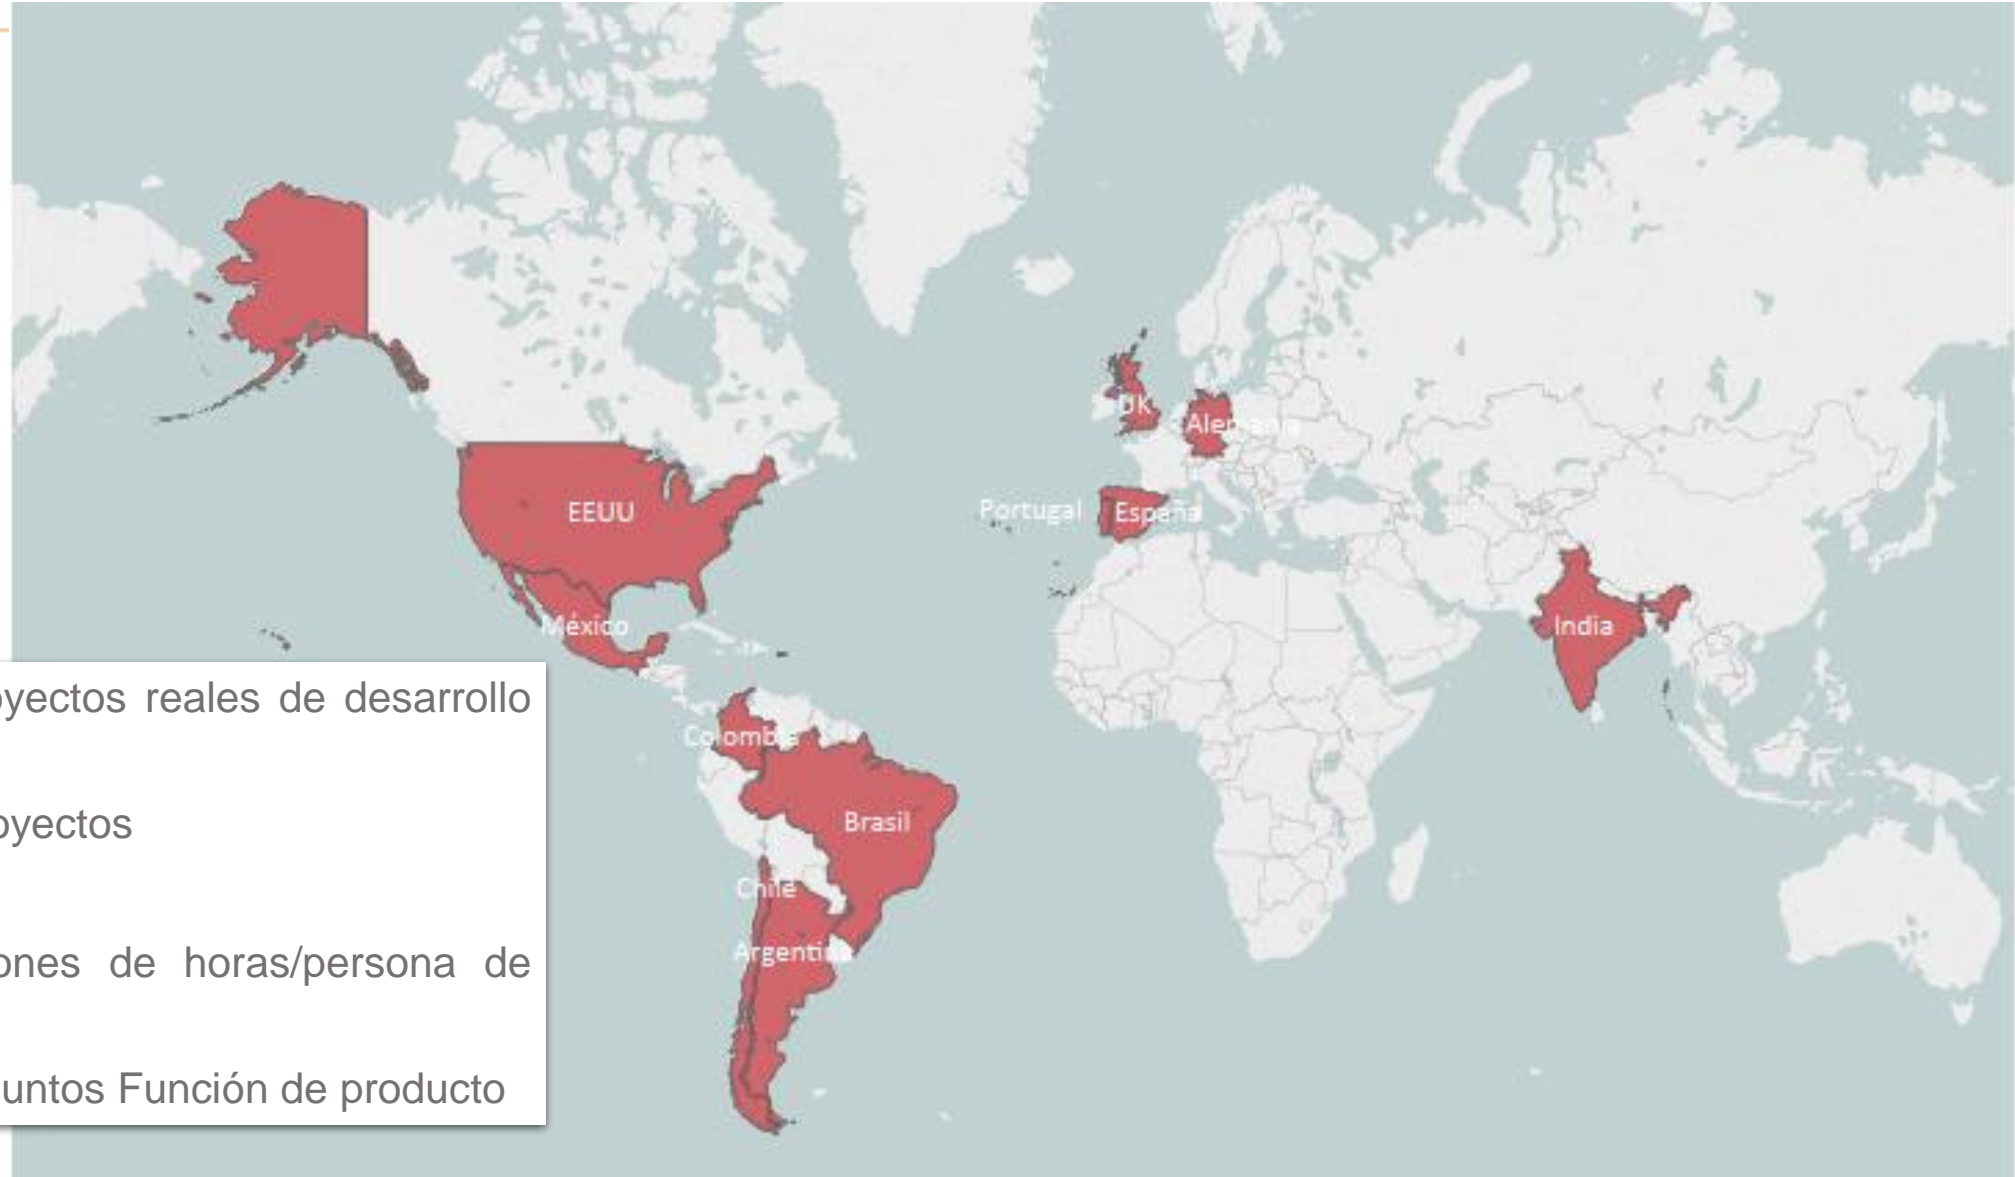 UK
Alemania
EEUU
Portugal
España
México
India
oyectos reales de desarrollo
Colombia
oyectos
Brasil
Chile
Argentina
ones de horas/persona de
untos Función de producto